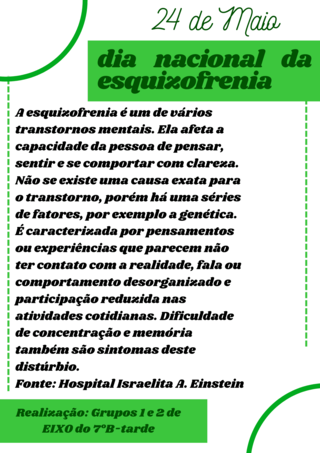 24 de Maio
dia nacional da
esquizofrenia
A esquizofrenia é um de vários
transtornos mentais. Ela afeta a
capacidade da pessoa de pensar,
sentir e se comportar com clareza.
Não se existe uma causa exata para
o transtorno, porém há uma séries
de fatores, por exemplo a genética.
É caracterizada por pensamentos
ou experiências que parecem não
ter contato com a realidade, fala ou
comportamento desorganizado e
participação reduzida nas
atividades cotidianas. Dificuldade
de concentração e memória
também são sintomas deste
distúrbio.
Fonte: Hospital Israelita A. Einstein
Realização: Grupos 1 e 2 de
EIXO do 7ºB-tarde